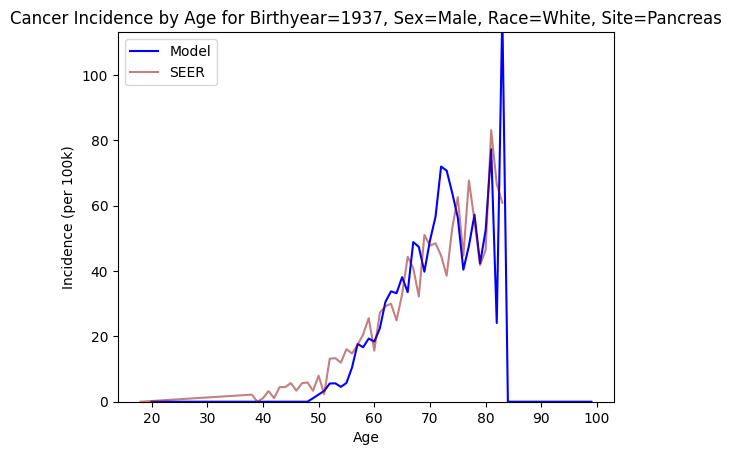 Cancer Incidence by Age for Birthyear=1937, Sex=Male, Race=White, Site=Pancreas
Model
SEER
100
80
60
40
20
0
Incidence (per 100k)
20 30 40 50 60 70 80 90 100
Age